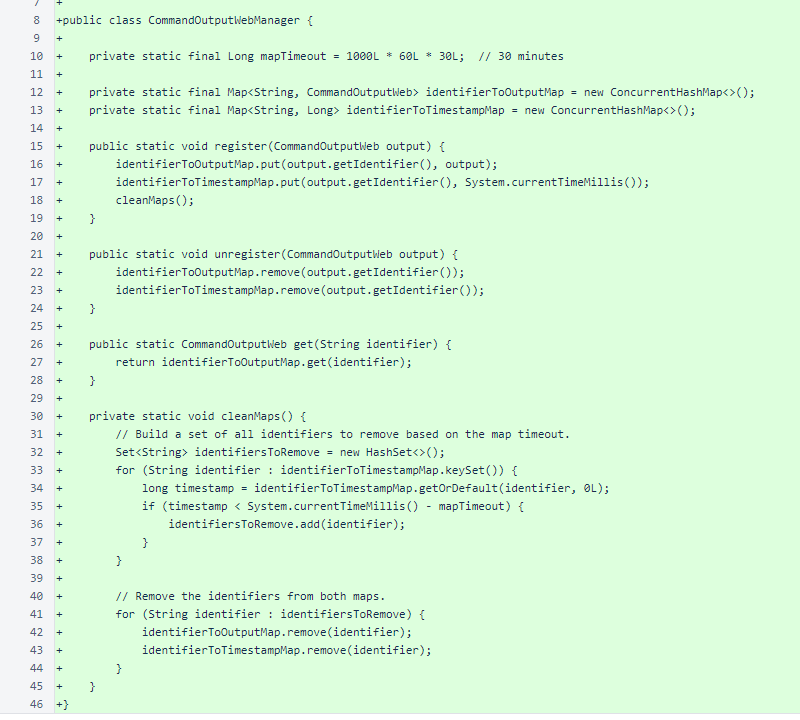 7 +
8 +public class CommandOutputWebManager {
9 +
10 +    private static final Long mapTimeout = 1000L * 60L * 30L;  // 30 minutes
11 +
12 +    private static final Map<String, CommandOutputWeb> identifierToOutputMap = new ConcurrentHashMap<>();
13 +    private static final Map<String, Long> identifierToTimestampMap = new ConcurrentHashMap<>();
14 +
15 +    public static void register(CommandOutputWeb output) {
16 +        identifierToOutputMap.put(output.getIdentifier(), output);
17 +        identifierToTimestampMap.put(output.getIdentifier(), System.currentTimeMillis());
18 +        cleanMaps();
19 +    }
20 +
21 +    public static void unregister(CommandOutputWeb output) {
22 +        identifierToOutputMap.remove(output.getIdentifier());
23 +        identifierToTimestampMap.remove(output.getIdentifier());
24 +    }
25 +
26 +    public static CommandOutputWeb get(String identifier) {
27 +        return identifierToOutputMap.get(identifier);
28 +    }
29 +
30 +    private static void cleanMaps() {
31 +        // Build a set of all identifiers to remove based on the map timeout.
32 +        Set<String> identifiersToRemove = new HashSet<>();
33 +        for (String identifier : identifierToTimestampMap.keySet()) {
34 +            long timestamp = identifierToTimestampMap.getOrDefault(identifier, 0L);
35 +            if (timestamp < System.currentTimeMillis() - mapTimeout) {
36 +                identifiersToRemove.add(identifier);
37 +            }
38 +        }
39 +
40 +        // Remove the identifiers from both maps.
41 +        for (String identifier : identifiersToRemove) {
42 +            identifierToOutputMap.remove(identifier);
43 +            identifierToTimestampMap.remove(identifier);
44 +        }
45 +    }
46 +}